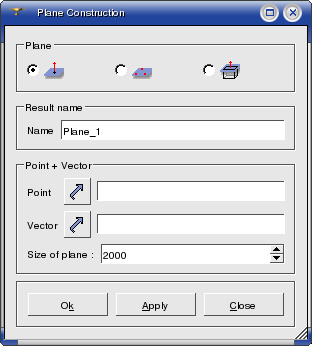 Plane Construction
Plane
Result name
Name Plane_1
Point + Vector
Point
Vector
Size of plane : 2000
Ok Apply Close